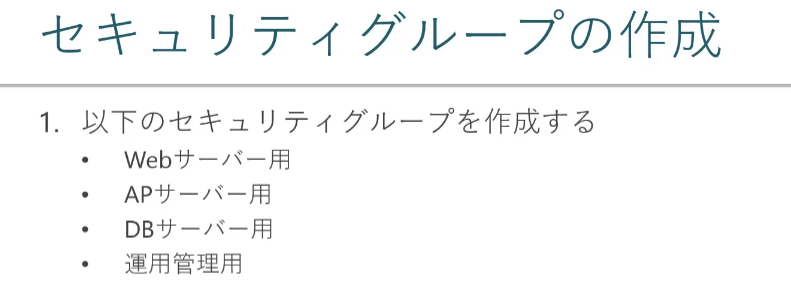 セキュリティグループの作成
1. 以下のセキュリティグループを作成する
• Webサーバー用
• APサーバー用
• DBサーバー用
• 運用管理用